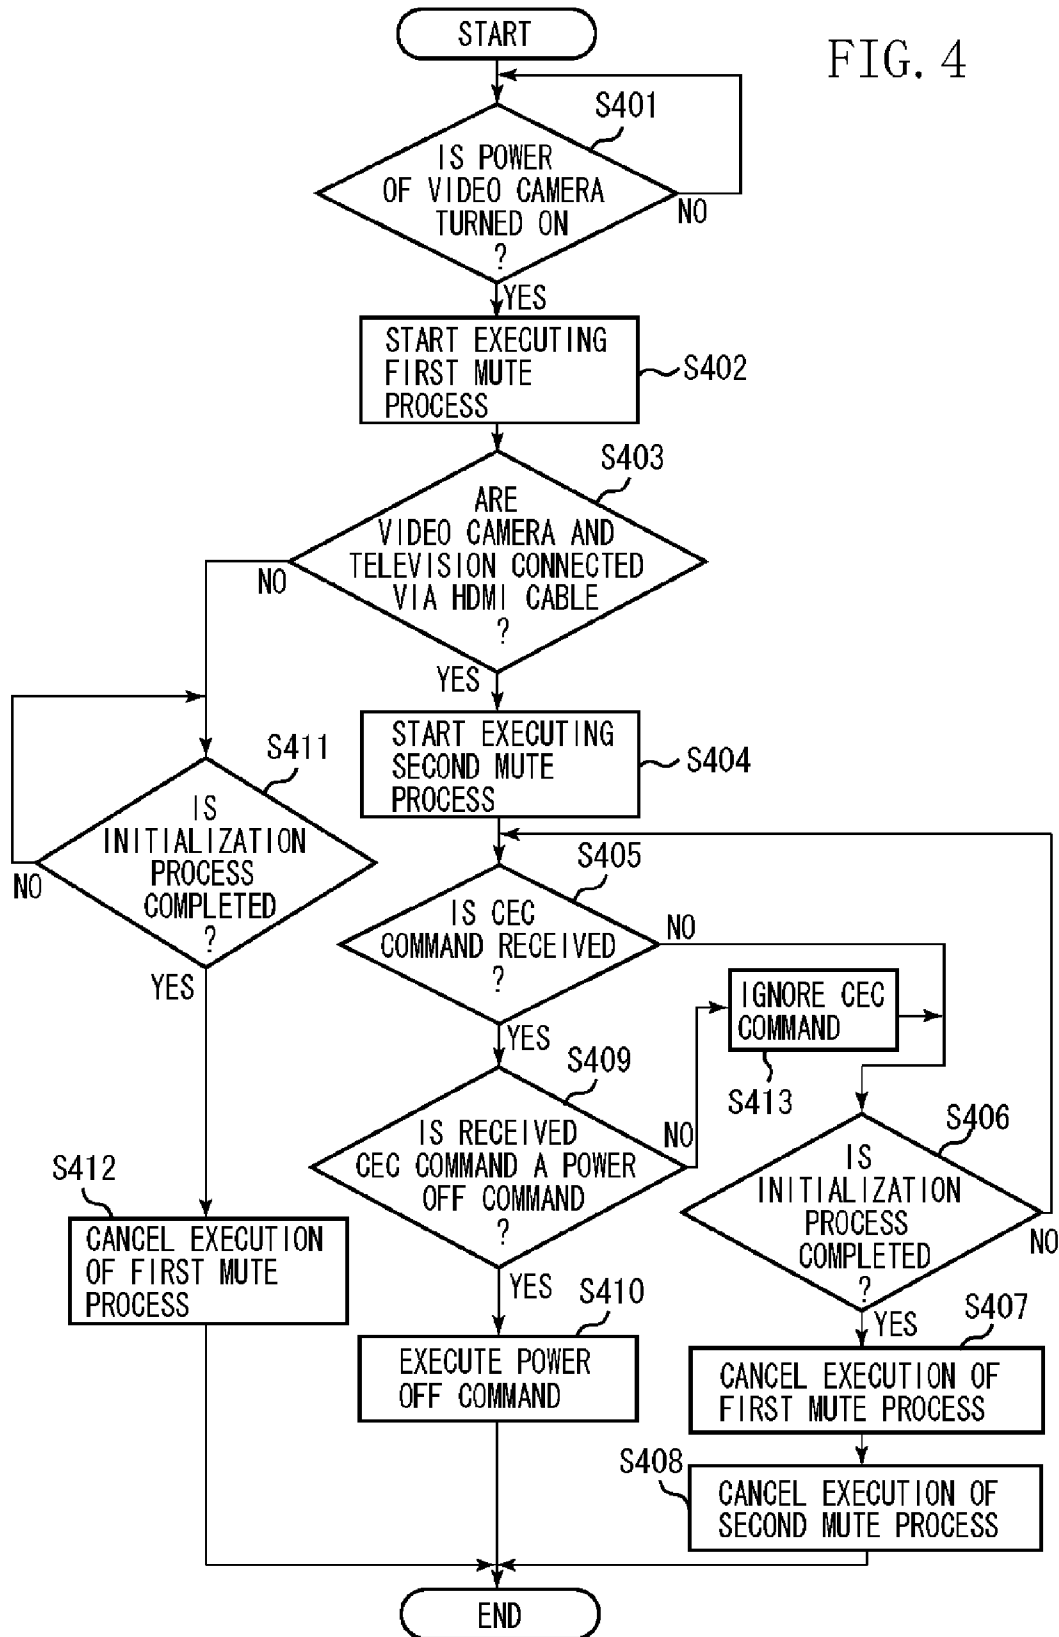 START
FIG. 4
S401
IS POWER
OF VIDEO CAMERA
TURNED ON
?
NO
YES
START EXECUTING
FIRST MUTE
PROCESS
S402
S403
ARE
VIDEO CAMERA AND
TELEVISION CONNECTED
VIA HDMI CABLE
?
NO
YES
START EXECUTING
SECOND MUTE
PROCESS
S404
S411
IS
INITIALIZATION
PROCESS
COMPLETED
?
NO
YES
S405
IS CEC
COMMAND RECEIVED
?
NO
YES
IGNORE CEC
COMMAND
S413
S409
IS RECEIVED
CEC COMMAND A POWER
OFF COMMAND
?
NO
YES
S406
IS
INITIALIZATION
PROCESS
COMPLETED
?
NO
YES
S412
CANCEL EXECUTION
OF FIRST MUTE
PROCESS
S410
EXECUTE POWER
OFF COMMAND
S407
CANCEL EXECUTION OF
FIRST MUTE PROCESS
S408
CANCEL EXECUTION OF
SECOND MUTE PROCESS
END